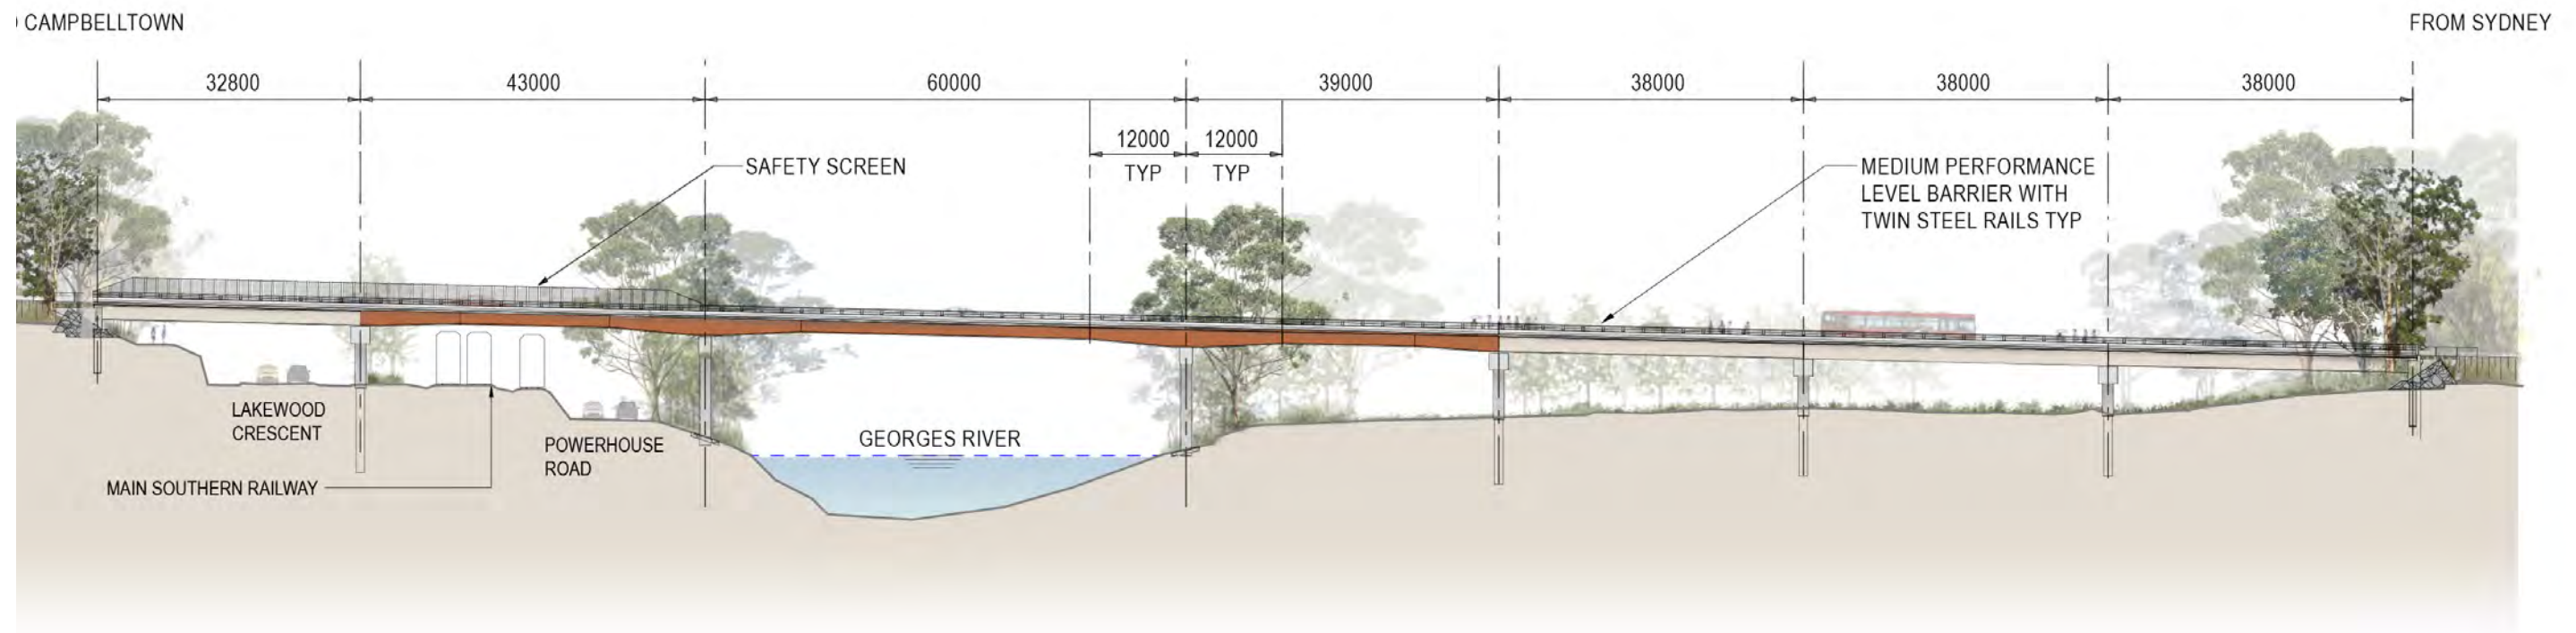 CAMPBELLTOWN
FROM SYDNEY
32800
43000
60000
39000
38000
38000
38000
12000
12000
TYP
TYP
SAFETY SCREEN
MEDIUM PERFORMANCE
LEVEL BARRIER WITH
TWIN STEEL RAILS TYP
LAKEWOOD
CRESCENT
POWERHOUSE
ROAD
GEORGES RIVER
MAIN SOUTHERN RAILWAY